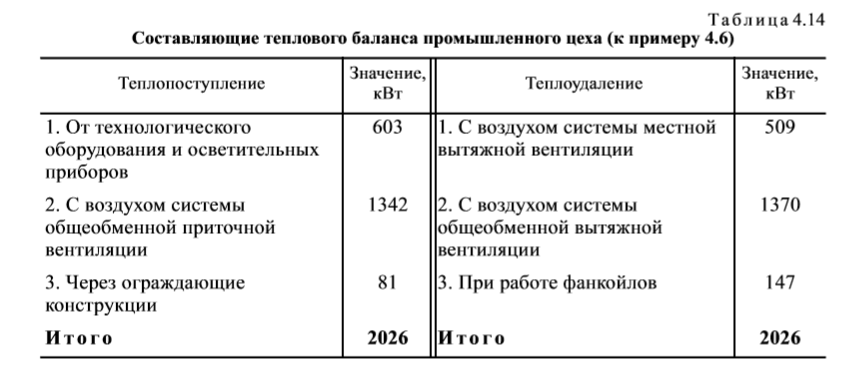 Таблица 4.14
Составляющие теплового баланса промышленного цеха (к примеру 4.6)
Теплопоступление
Значение,
кВт
Теплоудаление
Значение,
кВт
1. От технологического
оборудования и осветительных
приборов
603
1. С воздухом системы местной
вытяжной вентиляции
509
2. С воздухом системы
общеобменной приточной
вентиляции
1342
2. С воздухом системы
общеобменной вытяжной
вентиляции
1370
3. Через ограждающие
конструкции
81
3. При работе фанкойлов
147
Итого
2026
Итого
2026